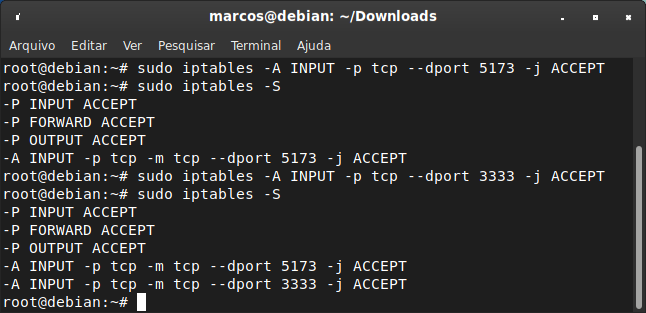 marcos@debian: ~/Downloads
Arquivo Editar Ver Pesquisar Terminal Ajuda
root@debian:~# sudo iptables -A INPUT -p tcp --dport 5173 -j ACCEPT
root@debian:~# sudo iptables -S
-P INPUT ACCEPT
-P FORWARD ACCEPT
-P OUTPUT ACCEPT
-A INPUT -p tcp -m tcp --dport 5173 -j ACCEPT
root@debian:~# sudo iptables -A INPUT -p tcp --dport 3333 -j ACCEPT
root@debian:~# sudo iptables -S
-P INPUT ACCEPT
-P FORWARD ACCEPT
-P OUTPUT ACCEPT
-A INPUT -p tcp -m tcp --dport 5173 -j ACCEPT
-A INPUT -p tcp -m tcp --dport 3333 -j ACCEPT
root@debian:~#